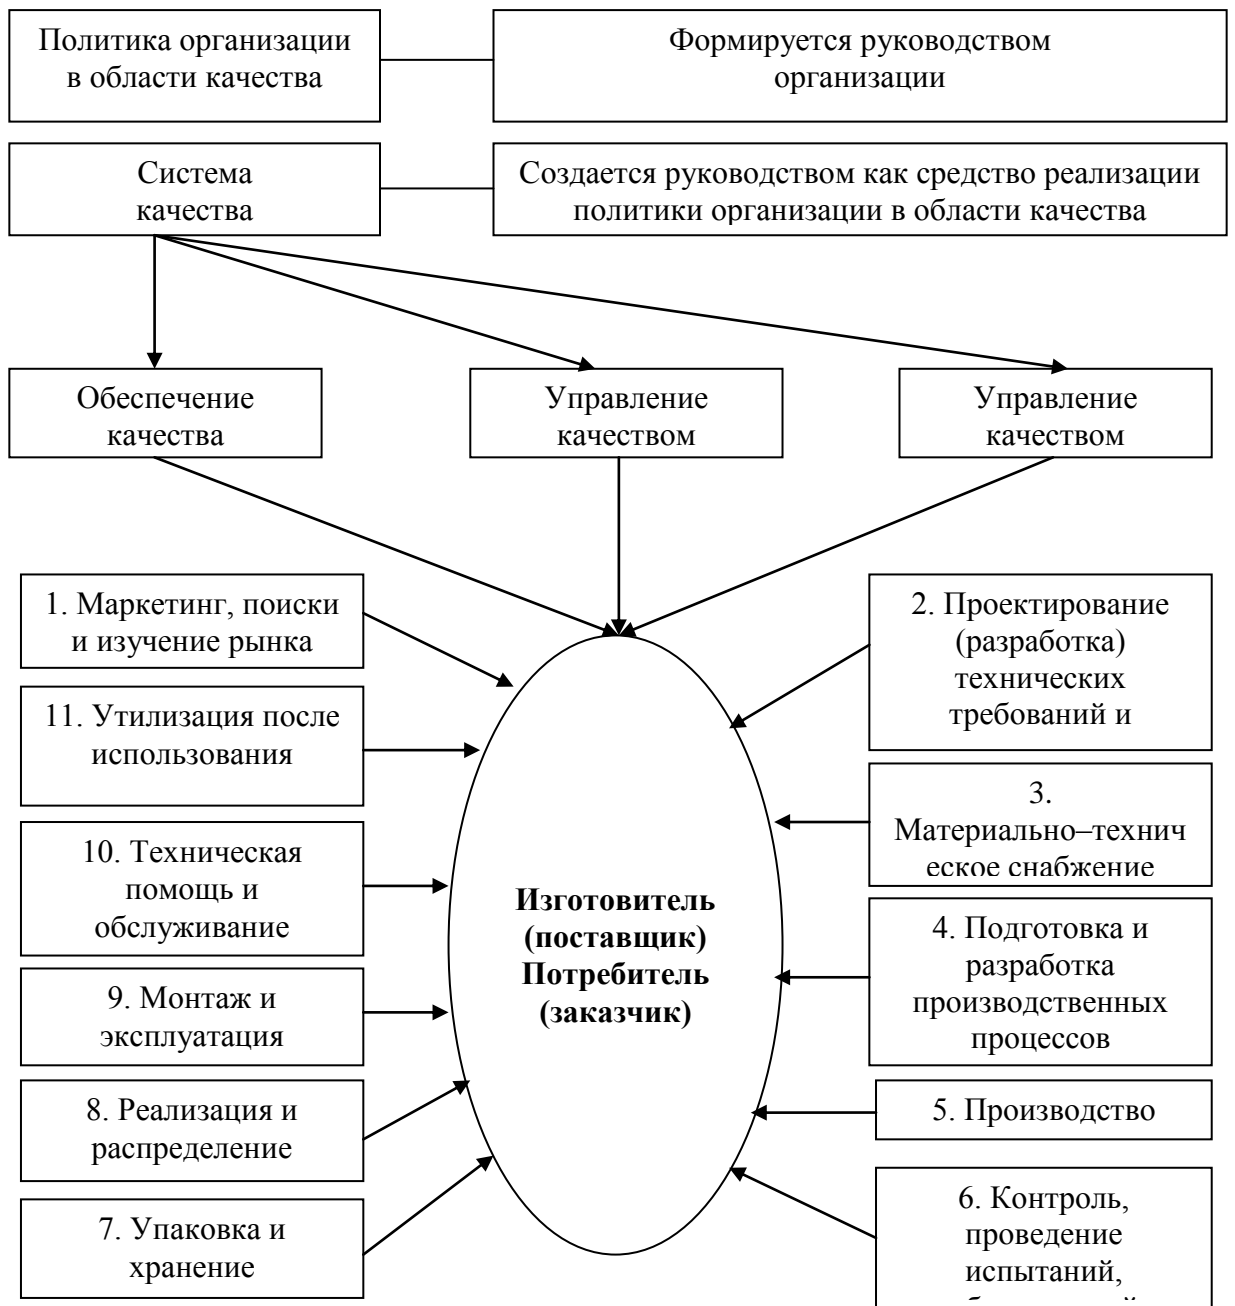 Политика организации
в области качества
Формируется руководством
организации
Система
качества
Создается руководством как средство реализации
политики организации в области качества
Обеспечение
качества
Управление
качеством
Управление
качеством
1. Маркетинг, поиски
и изучение рынка
2. Проектирование
(разработка)
технических
требований и
11. Утилизация после
использования
3.
Материально–технич
еское снабжение
10. Техническая
помощь и
обслуживание
Изготовитель
(поставщик)
Потребитель
(заказчик)
4. Подготовка и
разработка
производственных
процессов
9. Монтаж и
эксплуатация
8. Реализация и
распределение
5. Производство
7. Упаковка и
хранение
6. Контроль,
проведение
испытаний,